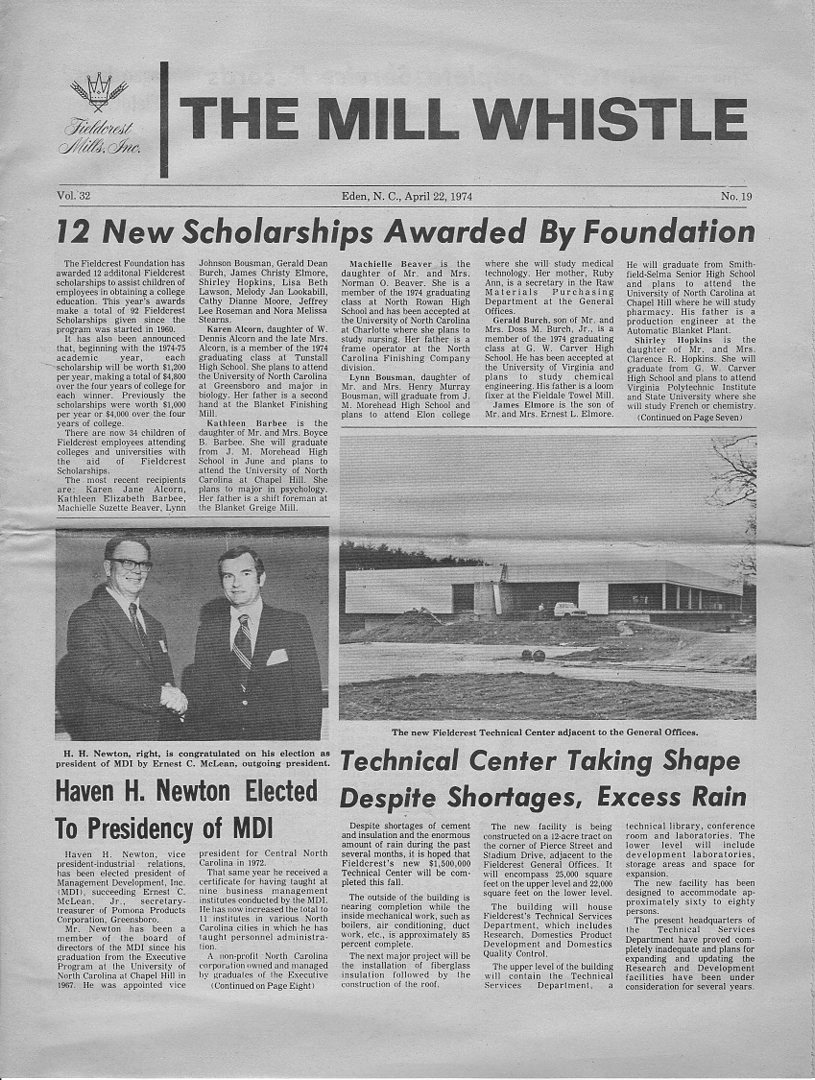 Fieldcrest
Mills, Inc.
THE MILL WHISTLE
Vol. 32
Eden, N. C., April 22, 1974
No. 19
12 New Scholarships Awarded By Foundation
The Fieldcrest Foundation has
awarded 12 additonal Fieldcrest
scholarships to assist children of
employees in obtaining a college
education. This year's awards
make a total of 92 Fieldcrest
Scholarships given since the
program was started in 1960.
It has also been announced
that, beginning with the 1974-75
academic year, each
scholarship will be worth $1,200
per year, making a total of $4,800
over the four years of college for
each winner. Previously the
scholarships were worth $1,000
per year or $4,000 over the four
years of college.
There are now 34 children of
Fieldcrest employees attending
colleges and universities with
the aid of Fieldcrest
Scholarships.
The most recent recipients
are: Karen Jane Alcorn,
Kathleen Elizabeth Barbee,
Machielle Suzette Beaver, Lynn
Johnson Bousman, Gerald Dean
Burch, James Christy Elmore,
Shirley Hopkins, Lisa Beth
Lawson, Melody Jan Lookabill,
Cathy Dianne Moore, Jeffrey
Lee Roseman and Nora Melissa
Stearns.
Karen Alcorn, daughter of W.
Dennis Alcorn and the late Mrs.
Alcorn, is a member of the 1974
graduating class at Tunstall
High School. She plans to attend
the University of North Carolina
at Greensboro and major in
biology. Her father is a second
hand at the Blanket Finishing
Mill.
Kathleen Barbee is the
daughter of Mr. and Mrs. Boyce
B. Barbee. She will graduate
from J. M. Morehead High
School in June and plans to
attend the University of North
Carolina at Chapel Hill. She
plans to major in psychology.
Her father is a shift foreman at
the Blanket Greige Mill.
Machielle Beaver is the
daughter of Mr. and Mrs.
Norman O. Beaver. She is a
member of the 1974 graduating
class at North Rowan High
School and has been accepted at
the University of North Carolina
at Charlotte where she plans to
study nursing. Her father is a
frame operator at the North
Carolina Finishing Company
division.
Lynn Bousman, daughter of
Mr. and Mrs. Henry Murray
Bousman, will graduate from J.
M. Morehead High School and
plans to attend Elon college
where she will study medical
technology. Her mother, Ruby
Ann, is a secretary in the Raw
Materials Purchasing
Department at the General
Offices.
Gerald Burch, son of Mr. and
Mrs. Doss M. Burch, Jr., is a
member of the 1974 graduating
class at G. W. Carver High
School. He has been accepted at
the University of Virginia and
plans to study chemical
engineering. His father is a loom
fixer at the Fieldale Towel Mill.
James Elmore is the son of
Mr. and Mrs. Ernest L. Elmore.
He will graduate from Smith-
field-Selma Senior High School
and plans to attend the
University of North Carolina at
Chapel Hill where he will study
pharmacy. His father is a
production engineer at the
Automatic Blanket Plant.
Shirley Hopkins is the
daughter of Mr. and Mrs.
Clarence R. Hopkins. She will
graduate from G. W. Carver
High School and plans to attend
Virginia Polytechnic Institute
and State University where she
will study French or chemistry.
(Continued on Page Seven)
The new Fieldcrest Technical Center adjacent to the General Offices.
H. H. Newton, right, is congratulated on his election as
president of MDI by Ernest C. McLean, outgoing president.
Haven H. Newton Elected
To Presidency of MDI
Haven H. Newton, vice
president-industrial relations,
has been elected president of
Management Development, Inc.
(MDI), succeeding Ernest C.
McLean, Jr., secretary-
treasurer of Pomona Products
Corporation, Greensboro.
Mr. Newton has been a
member of the board of
directors of the MDI since his
graduation from the Executive
Program at the University of
North Carolina at Chapel Hill in
1967. He was appointed vice
president for Central North
Carolina in 1972.
That same year he received a
certificate for having taught at
nine business management
institutes conducted by the MDI.
He has now increased the total to
11 institutes in various North
Carolina cities in which he has
taught personnel administra-
tion.
A non-profit North Carolina
corporation owned and managed
by graduates of the Executive
(Continued on Page Eight)
Technical Center Taking Shape
Despite Shortages, Excess Rain
Despite shortages of cement
and insulation and the enormous
amount of rain during the past
several months, it is hoped that
Fieldcrest's new $1,500,000
Technical Center will be com-
pleted this fall.
The outside of the building is
nearing completion while the
inside mechanical work, such as
boilers, air conditioning, duct
work, etc., is approximately 85
percent complete.
The next major project will be
the installation of fiberglass
insulation followed by the
construction of the roof.
The new facility is being
constructed on a 12-acre tract on
the corner of Pierce Street and
Stadium Drive, adjacent to the
Fieldcrest General Offices. It
will encompass 25,000 square
feet on the upper level and 22,000
square feet on the lower level.
The building will house
Fieldcrest's Technical Services
Department, which includes
Research, Domestics Product
Development and Domestics
Quality Control.
The upper level of the building
will contain the Technical
Services Department, a
technical library, conference
room and laboratories. The
lower level will include
development laboratories,
storage areas and space for
expansion.
The new facility has been
designed to accommodate ap-
proximately sixty to eighty
persons.
The present headquarters of
the Technical Services
Department have proved com-
pletely inadequate and plans for
expanding and updating the
Research and Development
facilities have been under
consideration for several years.